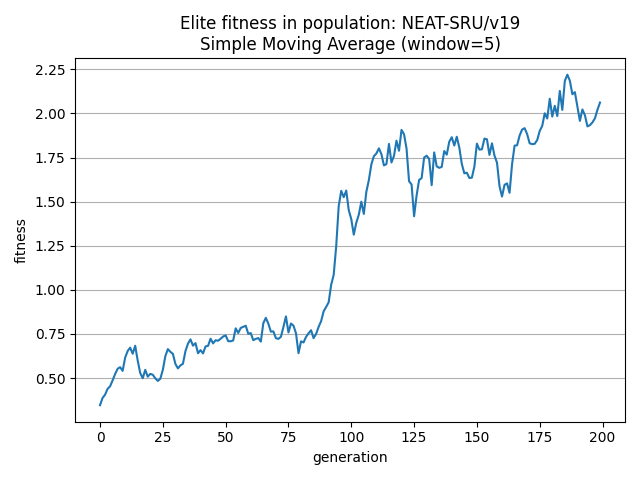 Elite fitness in population: NEAT-SRU/v19
Simple Moving Average (window=5)
2.25
2.00
1.75
1.50
1.25
1.00
0.75
0.50
fitness
0 25 50 75 100 125 150 175 200
generation